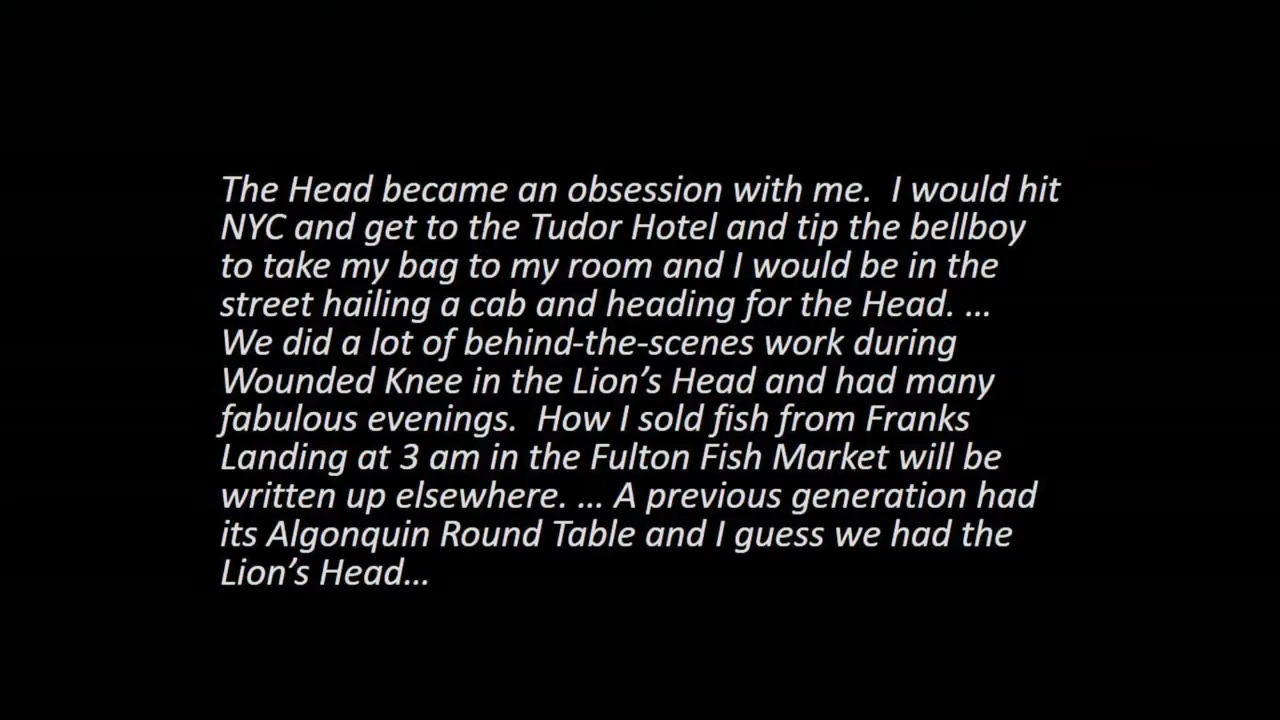 The Head became an obsession with me.  I would hit
NYC and get to the Tudor Hotel and tip the bellboy
to take my bag to my room and I would be in the
street hailing a cab and heading for the Head. …
We did a lot of behind-the-scenes work during
Wounded Knee in the Lion’s Head and had many
fabulous evenings.  How I sold fish from Franks
Landing at 3 am in the Fulton Fish Market will be
written up elsewhere. … A previous generation had
its Algonquin Round Table and I guess we had the
Lion’s Head…